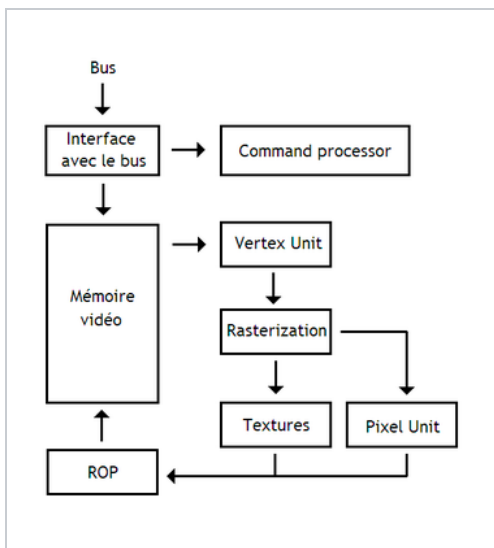 Bus
Interface
avec le bus
Command processor
Vertex Unit
Mémoire
vidéo
Rasterization
Textures
Pixel Unit
ROP